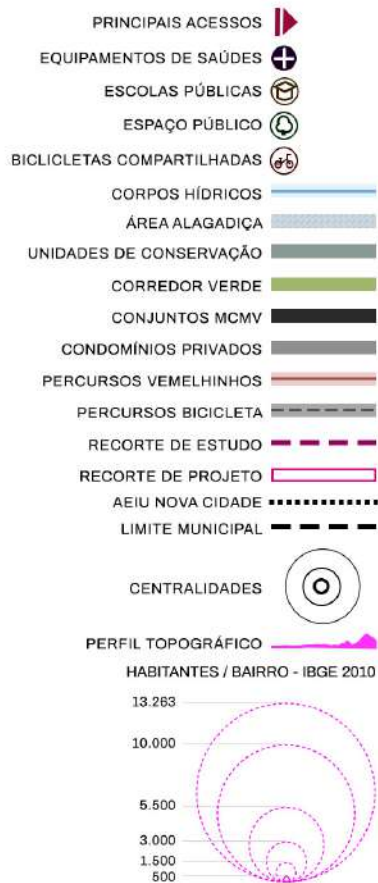 PRINCIPAIS ACESSOS
EQUIPAMENTOS DE SAÚDES
ESCOLAS PÚBLICAS
ESPAÇO PÚBLICO
BICLICLETAS COMPARTILHADAS
CORPOS HÍDRICOS
ÁREA ALAGADIÇA
UNIDADES DE CONSERVAÇÃO
CORREDOR VERDE
CONJUNTOS MCMV
CONDOMÍNIOS PRIVADOS
PERCURSOS VEMELHINHOS
PERCURSOS BICICLETA
RECORTE DE ESTUDO
RECORTE DE PROJETO
AEIU NOVA CIDADE
LIMITE MUNICIPAL
CENTRALIDADES
PERFIL TOPOGRÁFICO
HABITANTES / BAIRRO - IBGE 2010
13.263
10.000
5.500
3.000
1.500
500